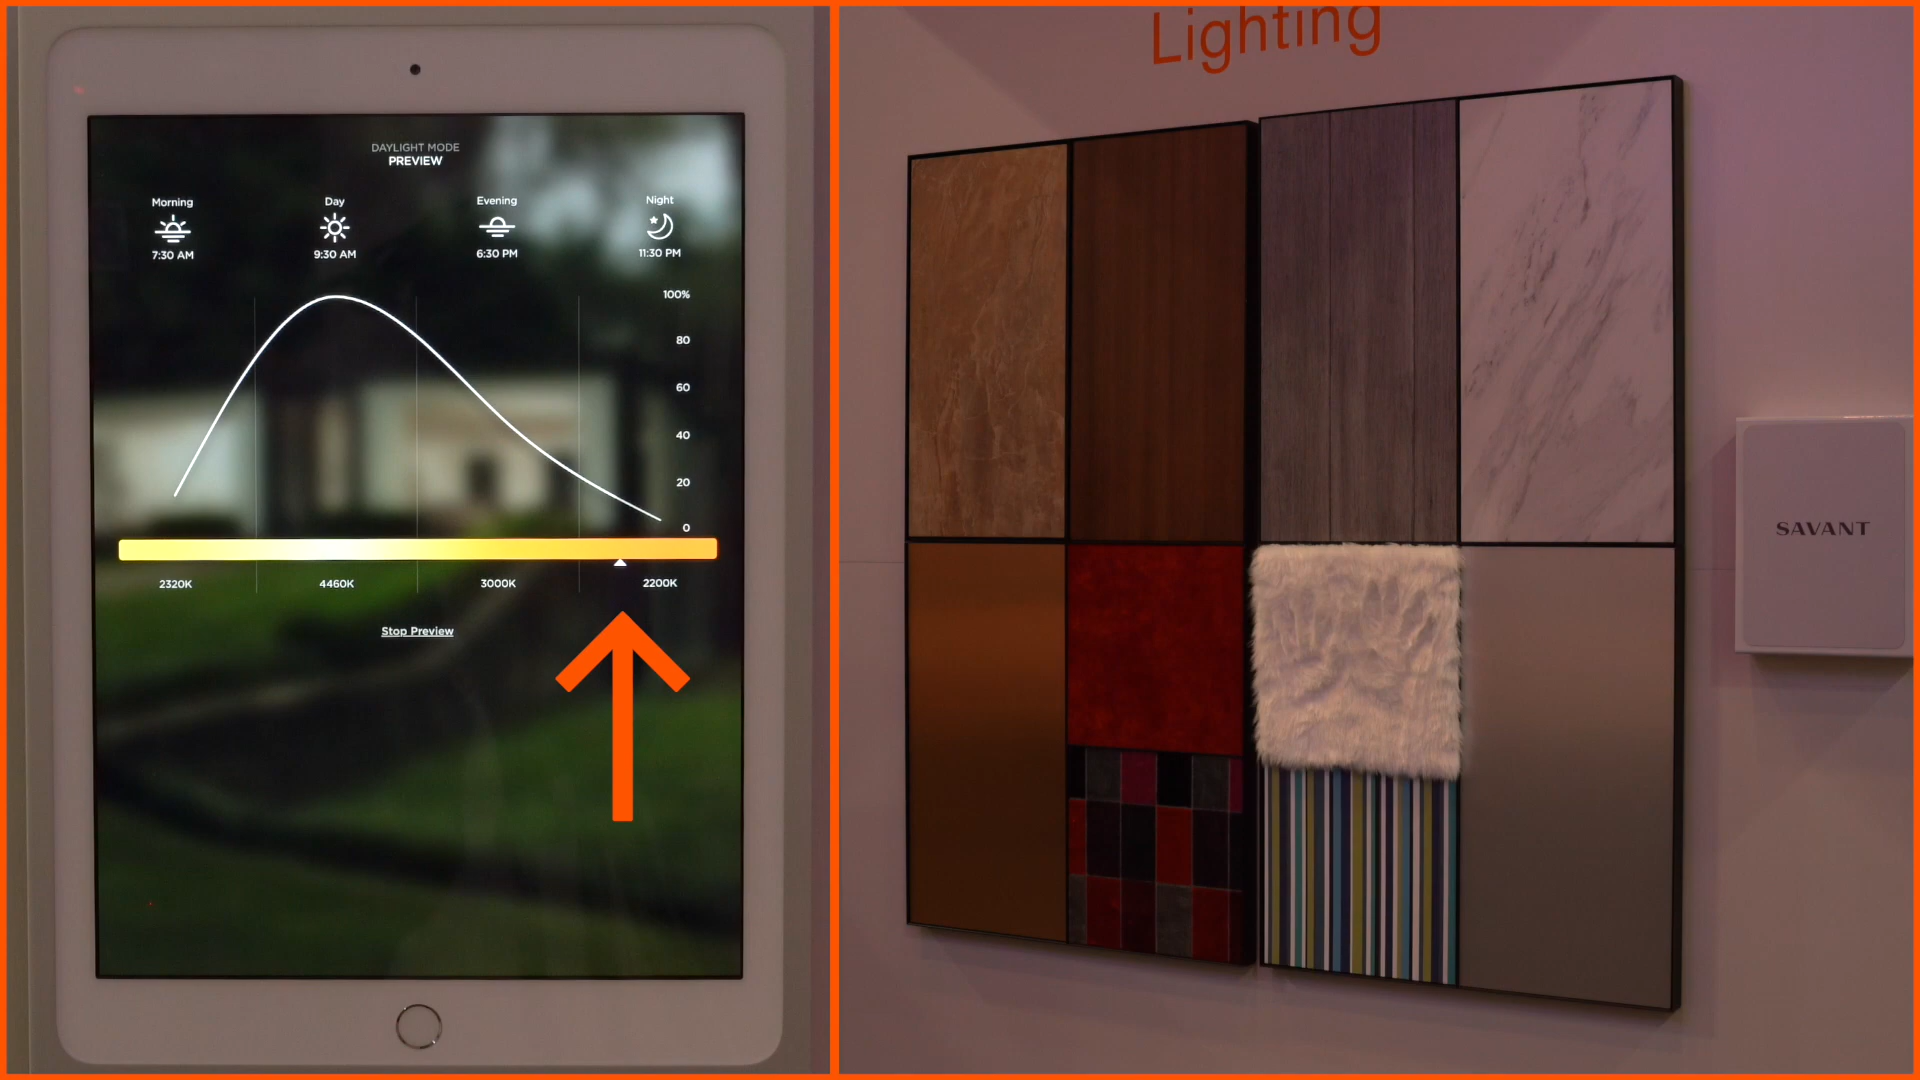 DAYLIGHT MODE
PREVIEW
Morning
Day
Evening
Night
7:30 AM
9:30 AM
6:30 PM
11:30 PM
100%
80
60
40
20
0
2320K
4460K
3000K
2200K
Stop Preview
Lighting
SAVANT